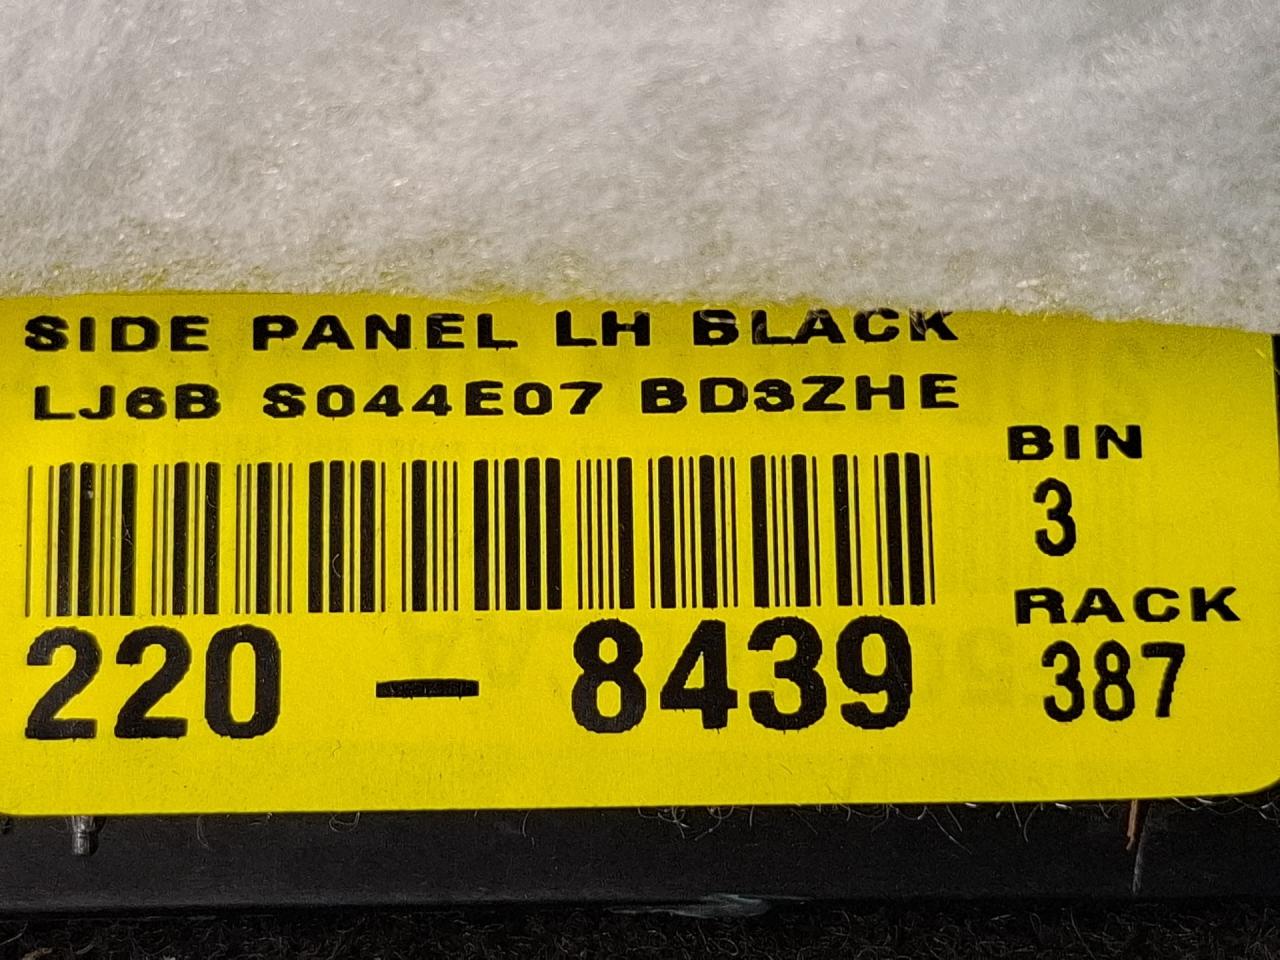 SIDE PANEL LH BLACK
LJ6B S044E07 BD3ZHE
BIN
3
220 - 8439
RACK
387